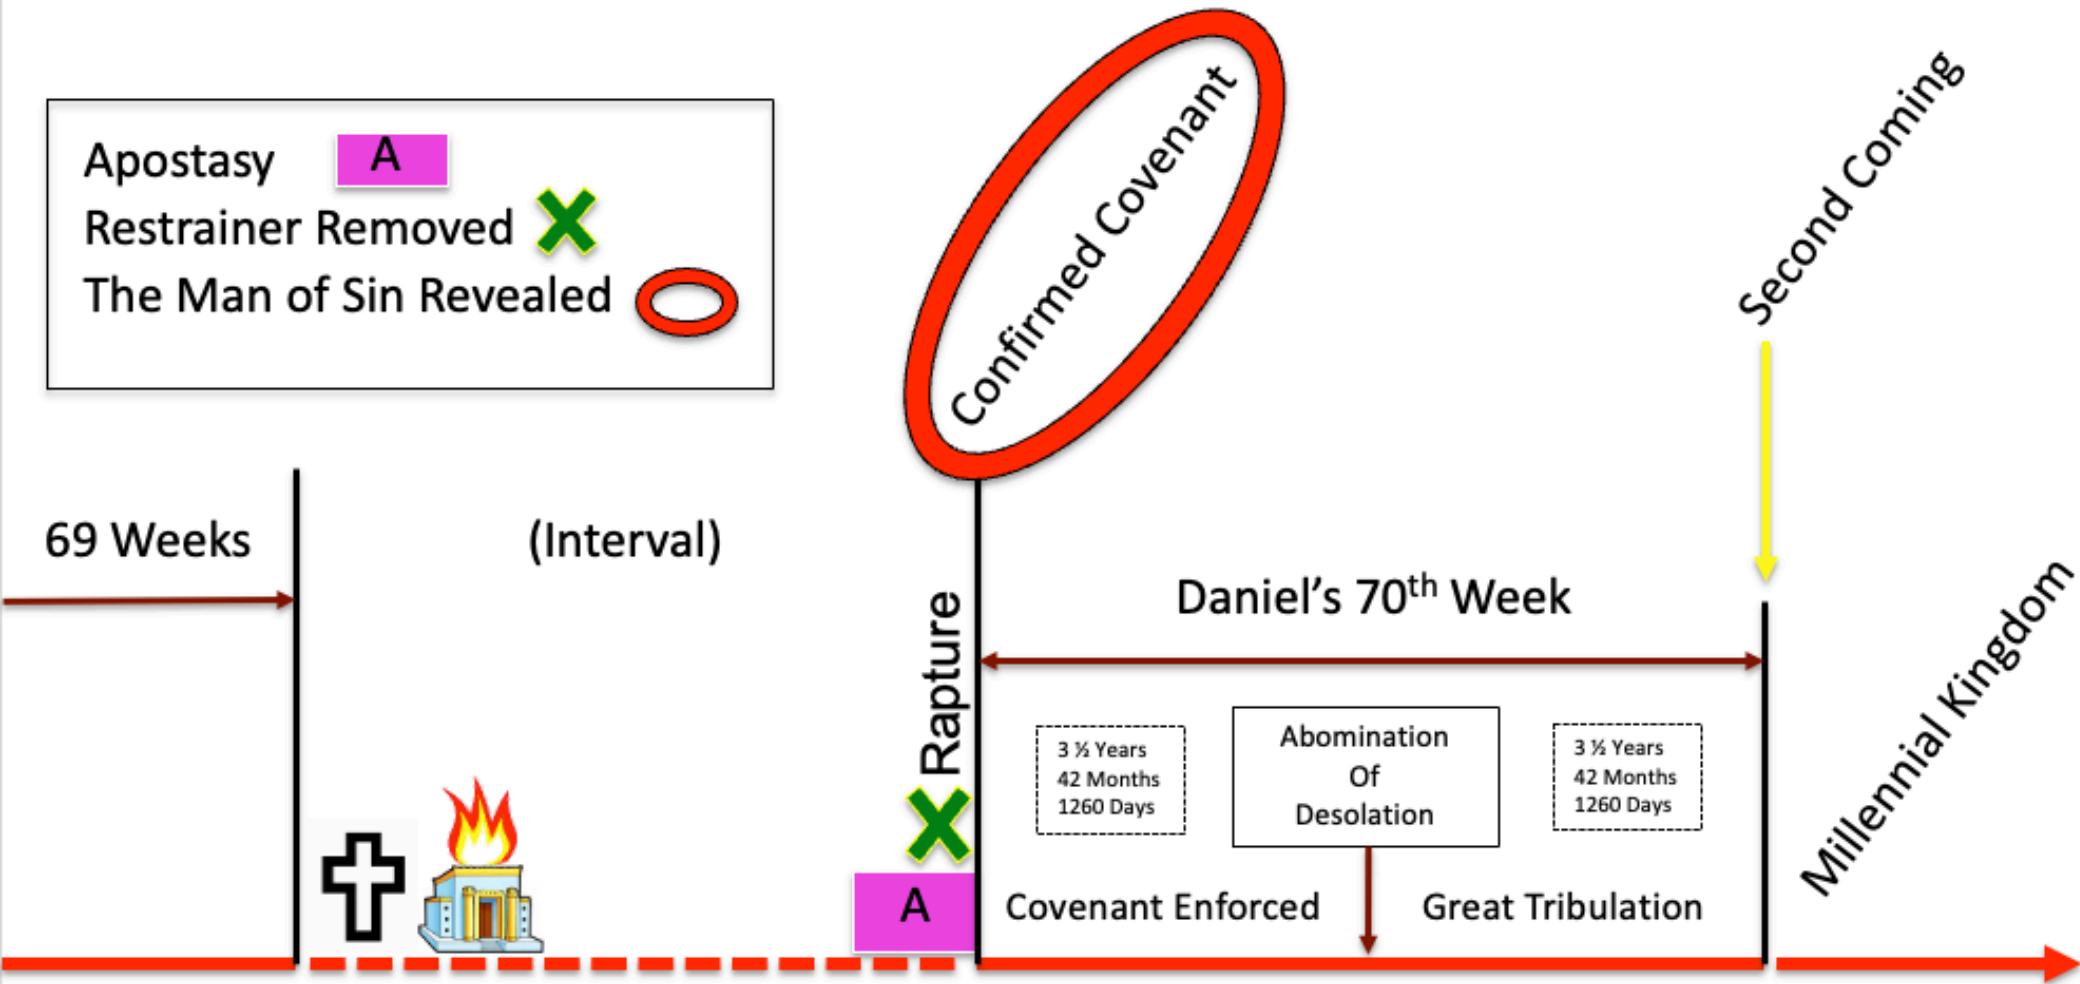 Apostasy A
Restrainer Removed
The Man of Sin Revealed
Confirmed Covenant
Second Coming
69 Weeks
(Interval)
Rapture
Daniel’s 70th Week
3 ½ Years
42 Months
1260 Days
Abomination
Of
Desolation
3 ½ Years
42 Months
1260 Days
A
Covenant Enforced
Great Tribulation
Millennial Kingdom